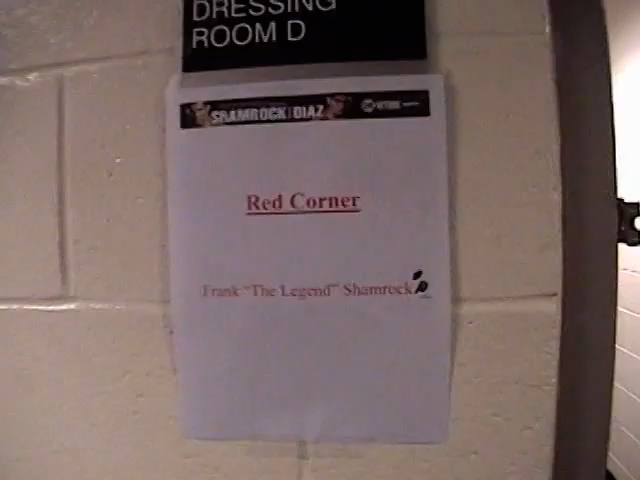 DRESSING
ROOM D
SHAMROCK DIAZ
Red Corner
Frank "The Legend" Shamrock